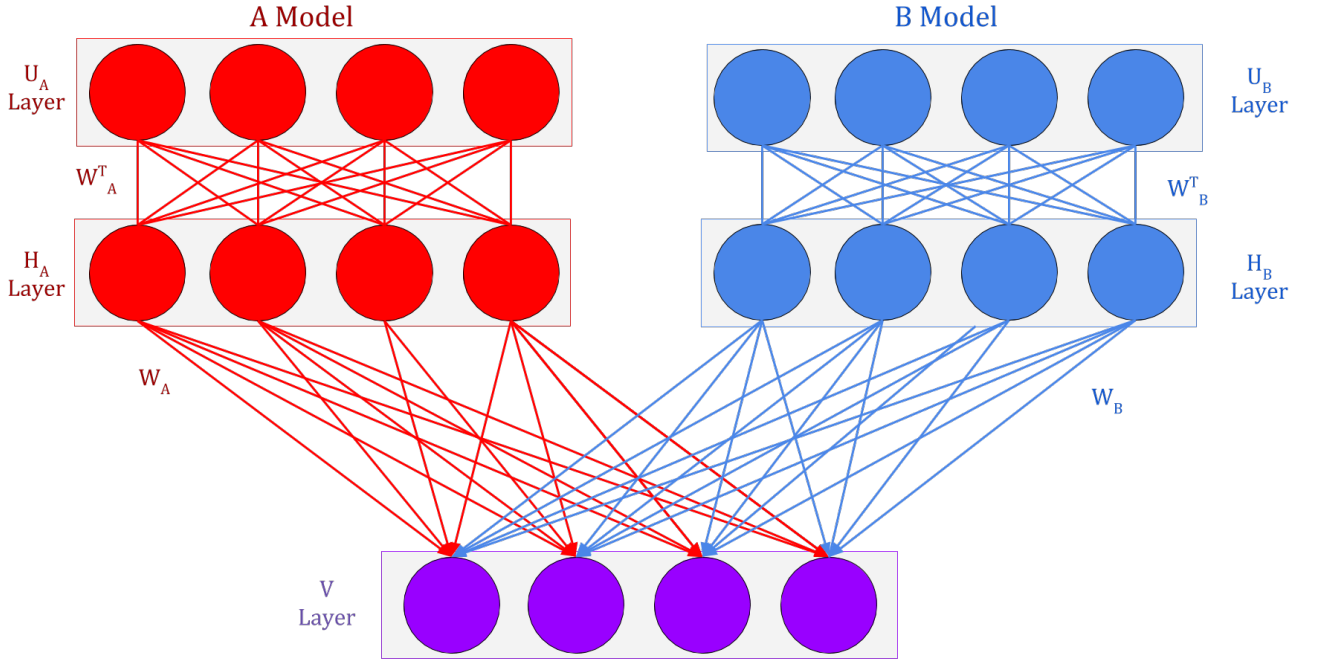 A Model
B Model
U_A
Layer
U_B
Layer
W^T_A
W^T_B
H_A
Layer
H_B
Layer
W_A
W_B
V
Layer